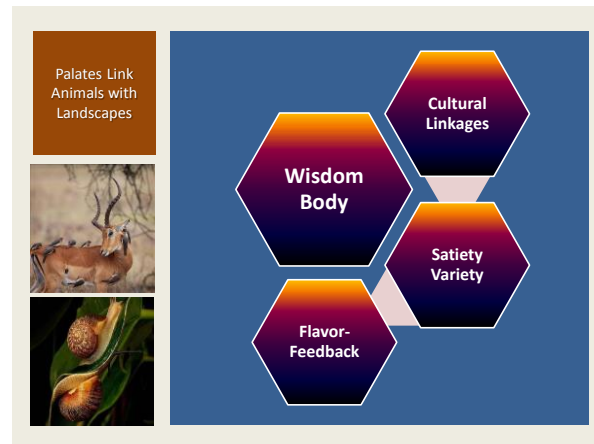 Palates Link
Animals with
Landscapes
Cultural
Linkages
Wisdom
Body
Satiety
Variety
Flavor-
Feedback